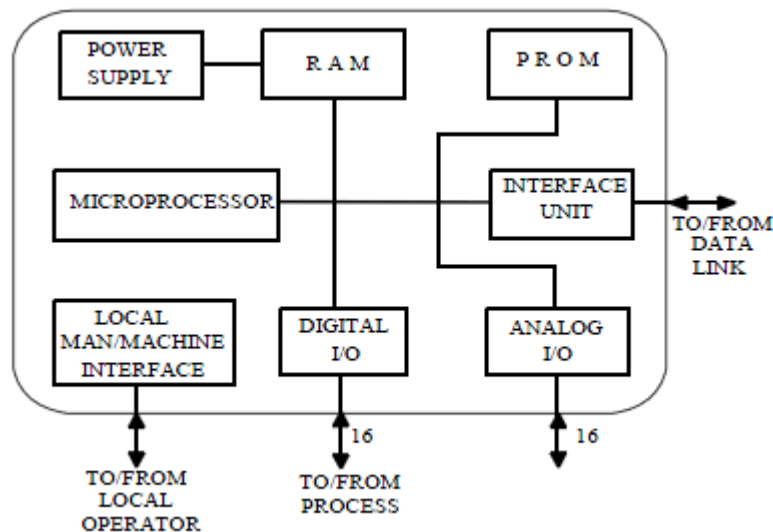 POWER
SUPPLY
R A M
P R O M
MICROPROCESSOR
INTERFACE
UNIT
TO/FROM
DATA
LINK
LOCAL
MAN/MACHINE
INTERFACE
DIGITAL
I/O
ANALOG
I/O
16
16
TO/FROM
LOCAL
OPERATOR
TO/FROM
PROCESS